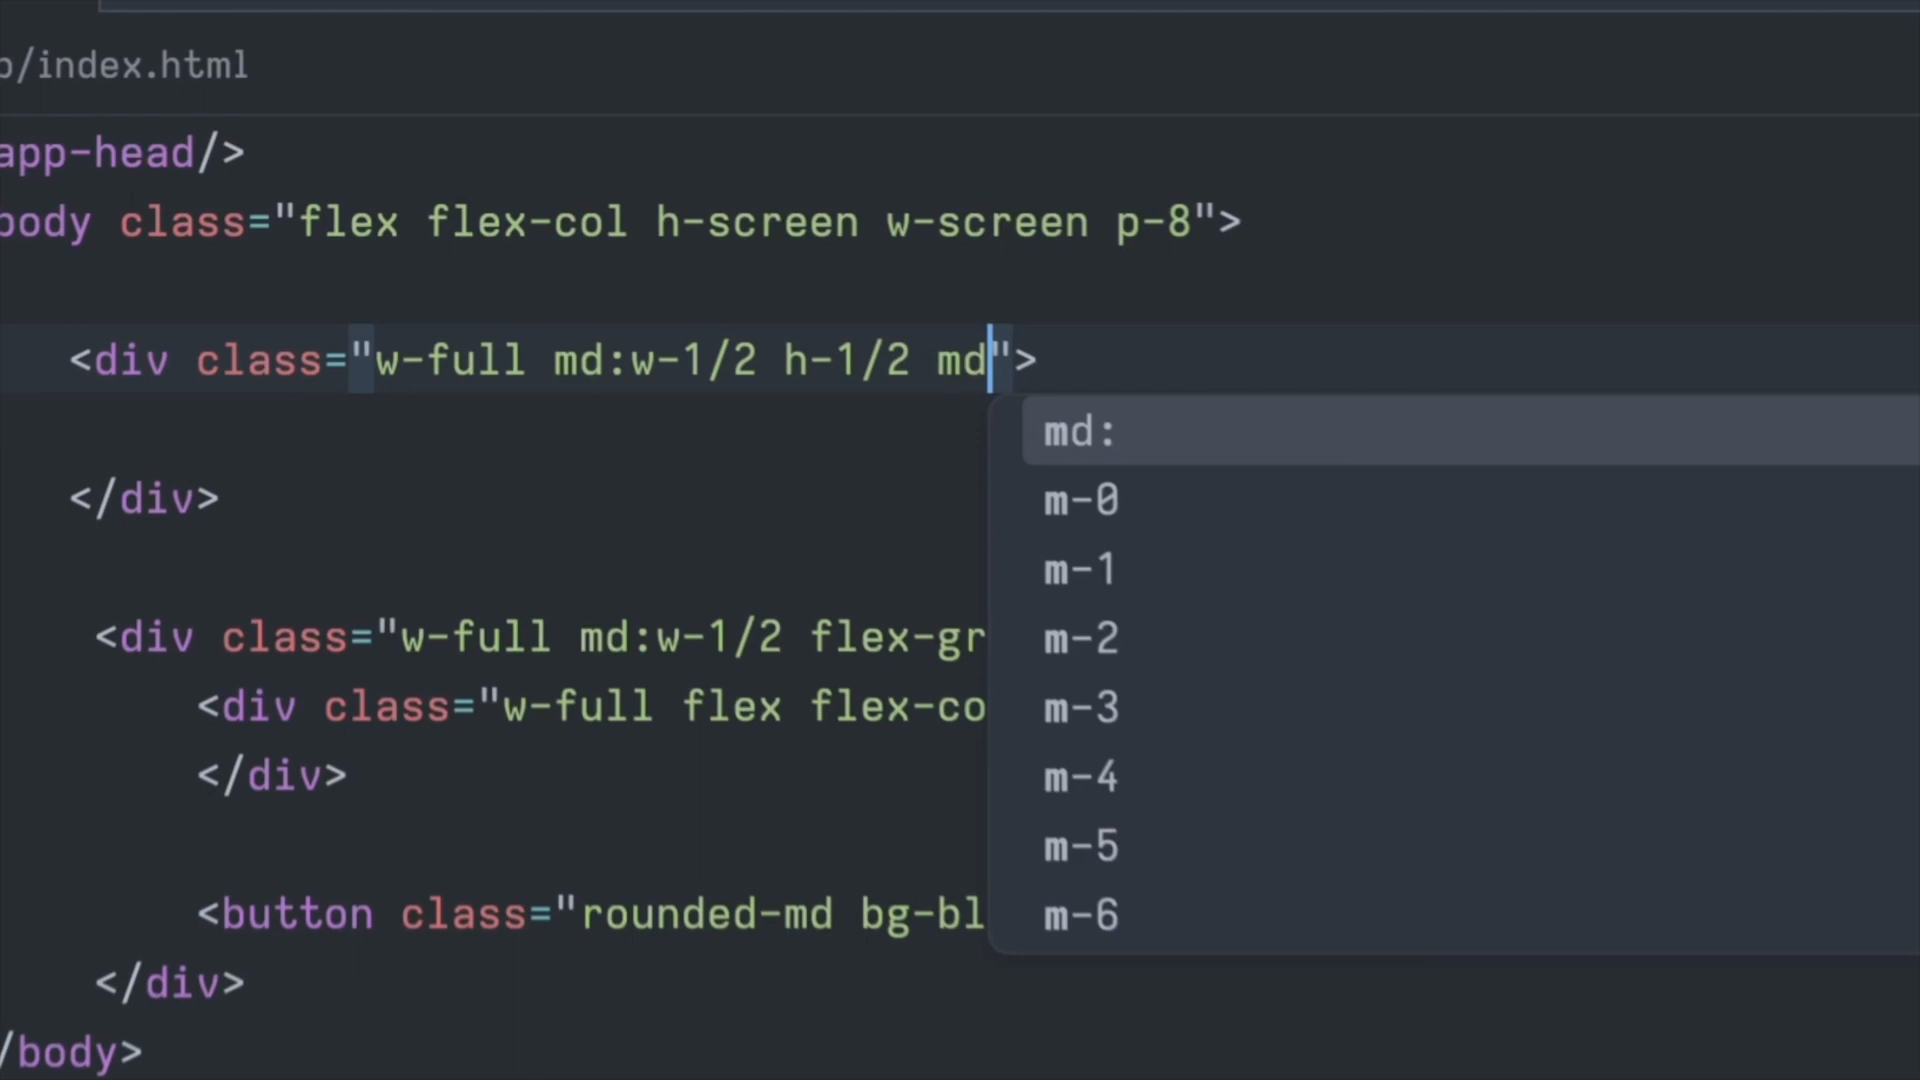 /index.html
app-head/>
body class="flex flex-col h-screen w-screen p-8">
<div class="w-full md:w-1/2 h-1/2 md">
md:
m-0
</div>
m-1
<div class="w-full md:w-1/2 flex-gr
m-2
<div class="w-full flex flex-co
m-3
</div>
m-4
m-5
<button class="rounded-md bg-bl
m-6
</div>
/body>